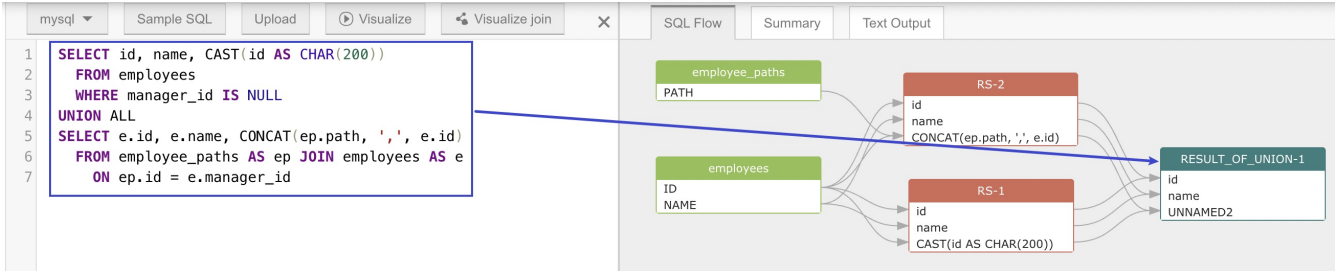 mysql
Sample SQL
Upload
Visualize
Visualize join
SQL Flow
Summary
Text Output
1 SELECT id, name, CAST(id AS CHAR(200))
2 FROM employees
3 WHERE manager_id IS NULL
4 UNION ALL
5 SELECT e.id, e.name, CONCAT(ep.path, ',', e.id)
6 FROM employee_paths AS ep JOIN employees AS e
7 ON ep.id = e.manager_id
employee_paths
PATH
employees
ID
NAME
RS-2
id
name
CONCAT(ep.path, ',', e.id)
RS-1
id
name
CAST(id AS CHAR(200))
RESULT_OF_UNION-1
id
name
UNNAMED2